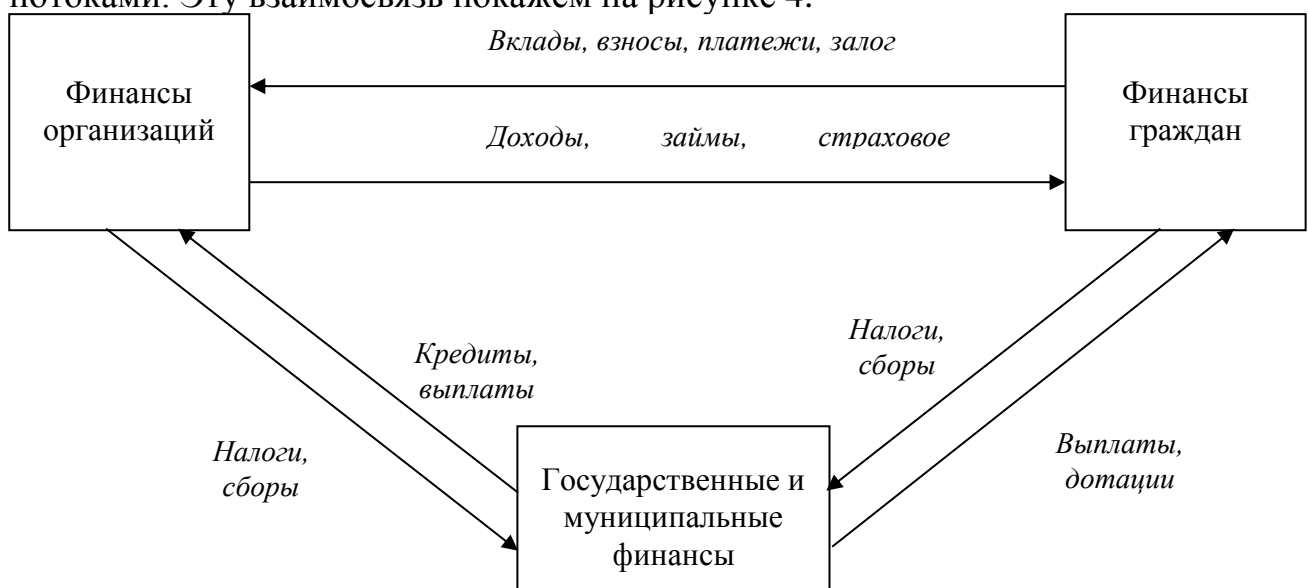 потоками. Эту взаимосвязь покажем на рисунке 4.
Вклады, взносы, платежи, залог
Финансы
организаций
Финансы
граждан
Доходы, займы, страховое
Налоги,
сборы
Кредиты,
выплаты
Налоги,
сборы
Выплаты,
дотации
Государственные и
муниципальные
финансы